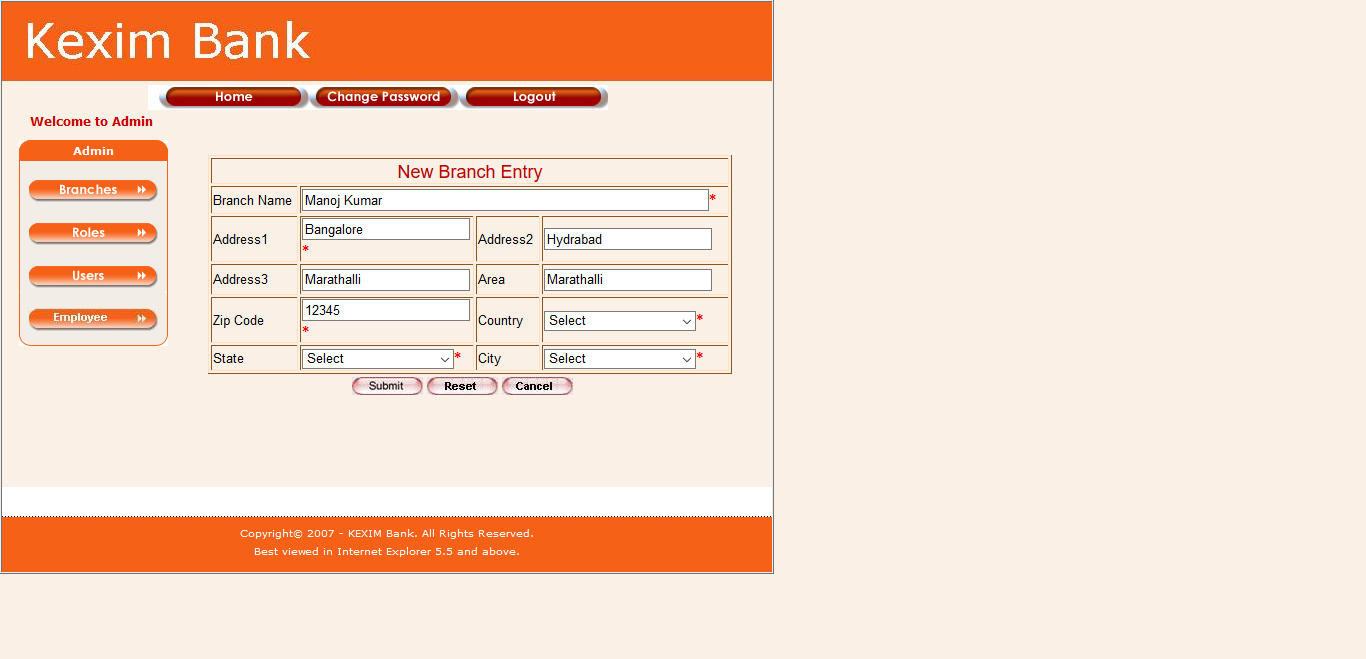 Kexim Bank
Home Change Password Logout
Welcome to Admin
Admin
Branches
Roles
Users
Employee
New Branch Entry
Branch Name Manoj Kumar *
Address1 Bangalore * Address2 Hydrabad
Address3 Marathalli Area Marathalli
Zip Code 12345 * Country Select *
State Select * City Select *
Submit Reset Cancel
Copyright© 2007 - KEXIM Bank. All Rights Reserved.
Best viewed in Internet Explorer 5.5 and above.